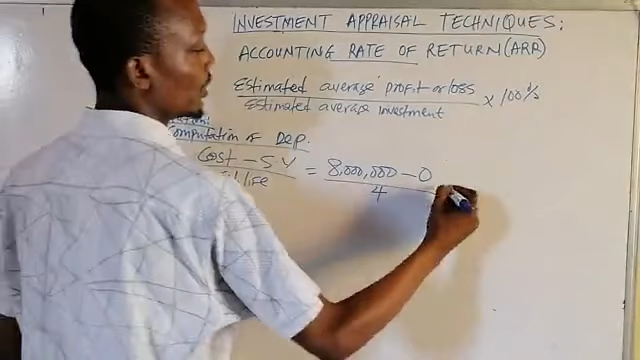 INVESTMENT APPRAISAL TECHNIQUES:
ACCOUNTING RATE OF RETURN (ARR)
Estimated average profit or loss
Estimated average investment × 100%
Computation of Dep:
Cost - SV = 8,000,000 - 0
life 4